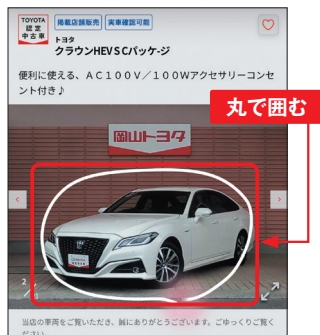 TOYOTA
認定
中古車
掲載店舗販売
実車確認可能
トヨタ
クラウンHEVS Cパッケ-ジ
便利に使える、ＡＣ１００Ｖ／１００Ｗアクセサリーコンセ
ント付き♪
丸で囲む
岡山トヨタ
2
当店の車両をご覧いただき、誠にありがとうございます。ごゆっくりご覧く
ださい